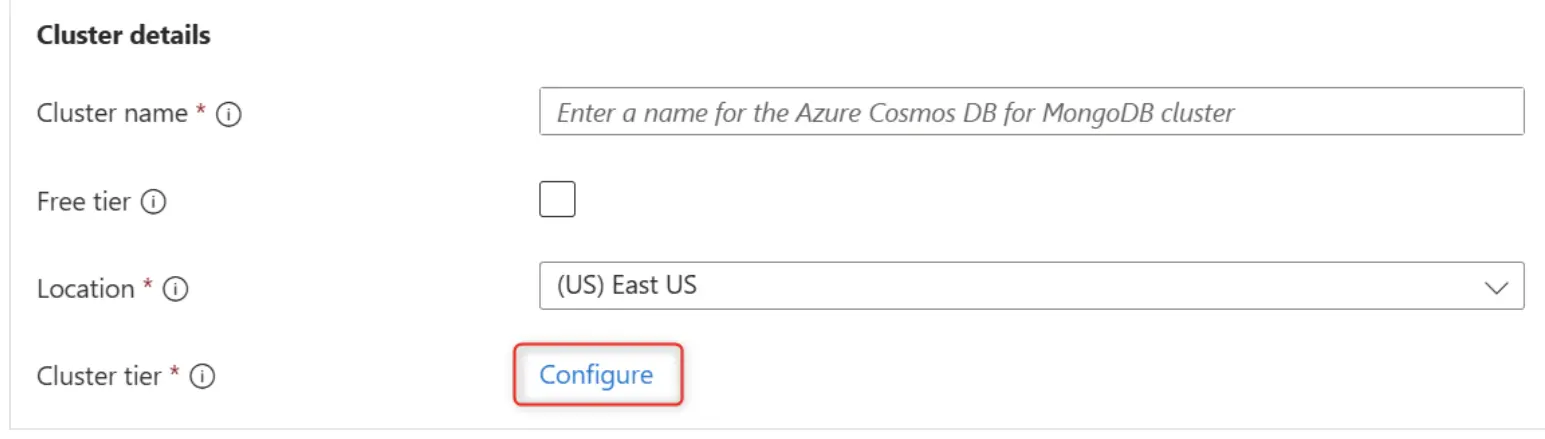 Cluster details
Cluster name * Enter a name for the Azure Cosmos DB for MongoDB cluster
Free tier
Location * (US) East US
Cluster tier * Configure